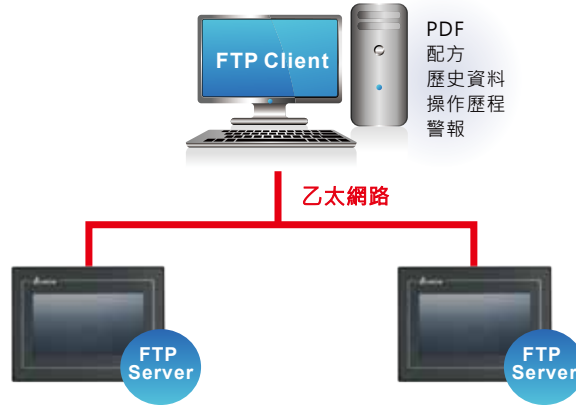 FTP Client
PDF
配方
歷史資料
操作歷程
警報
乙太網路
FTP
Server
FTP
Server